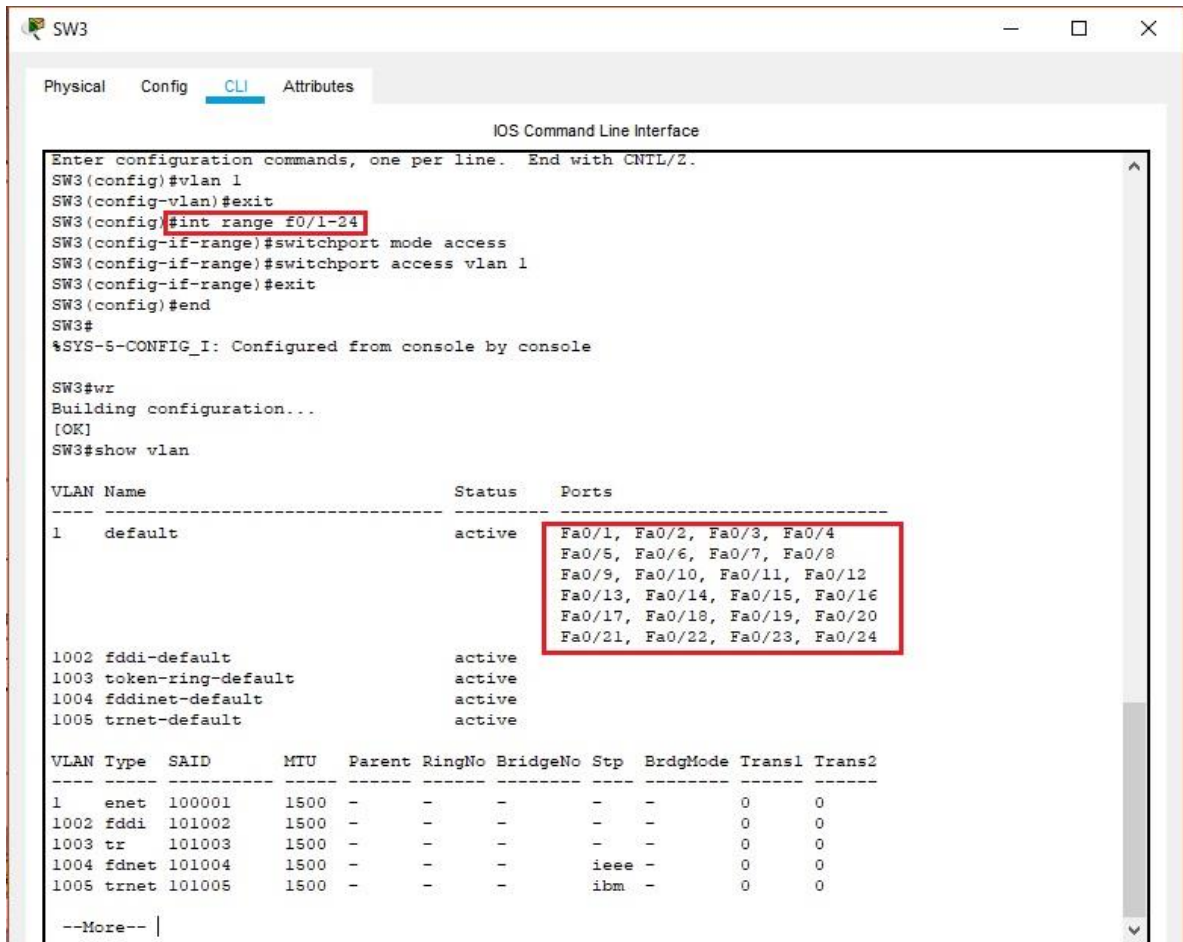 SW3
Physical Config CLI Attributes
IOS Command Line Interface
Enter configuration commands, one per line.  End with CNTL/Z.
SW3(config)#vlan 1
SW3(config-vlan)#exit
SW3(config)#int range f0/1-24
SW3(config-if-range)#switchport mode access
SW3(config-if-range)#switchport access vlan 1
SW3(config-if-range)#exit
SW3(config)#end
SW3#
%SYS-5-CONFIG_I: Configured from console by console
SW3#wr
Building configuration...
[OK]
SW3#show vlan
VLAN Name                             Status    Ports
---- -------------------------------- --------- -------------------------------
1    default                          active    Fa0/1, Fa0/2, Fa0/3, Fa0/4
                                                Fa0/5, Fa0/6, Fa0/7, Fa0/8
                                                Fa0/9, Fa0/10, Fa0/11, Fa0/12
                                                Fa0/13, Fa0/14, Fa0/15, Fa0/16
                                                Fa0/17, Fa0/18, Fa0/19, Fa0/20
                                                Fa0/21, Fa0/22, Fa0/23, Fa0/24
1002 fddi-default                     active
1003 token-ring-default               active
1004 fddinet-default                  active
1005 trnet-default                    active
VLAN Type  SAID       MTU   Parent RingNo BridgeNo Stp  BrdgMode Trans1 Trans2
---- ----- ---------- ----- ------ ------ -------- ---- -------- ------ ------
1    enet  100001     1500  -      -      -        -    -        0      0
1002 fddi  101002     1500  -      -      -        -    -        0      0
1003 tr    101003     1500  -      -      -        -    -        0      0
1004 fdnet 101004     1500  -      -      -        ieee -        0      0
1005 trnet 101005     1500  -      -      -        ibm  -        0      0
--More--